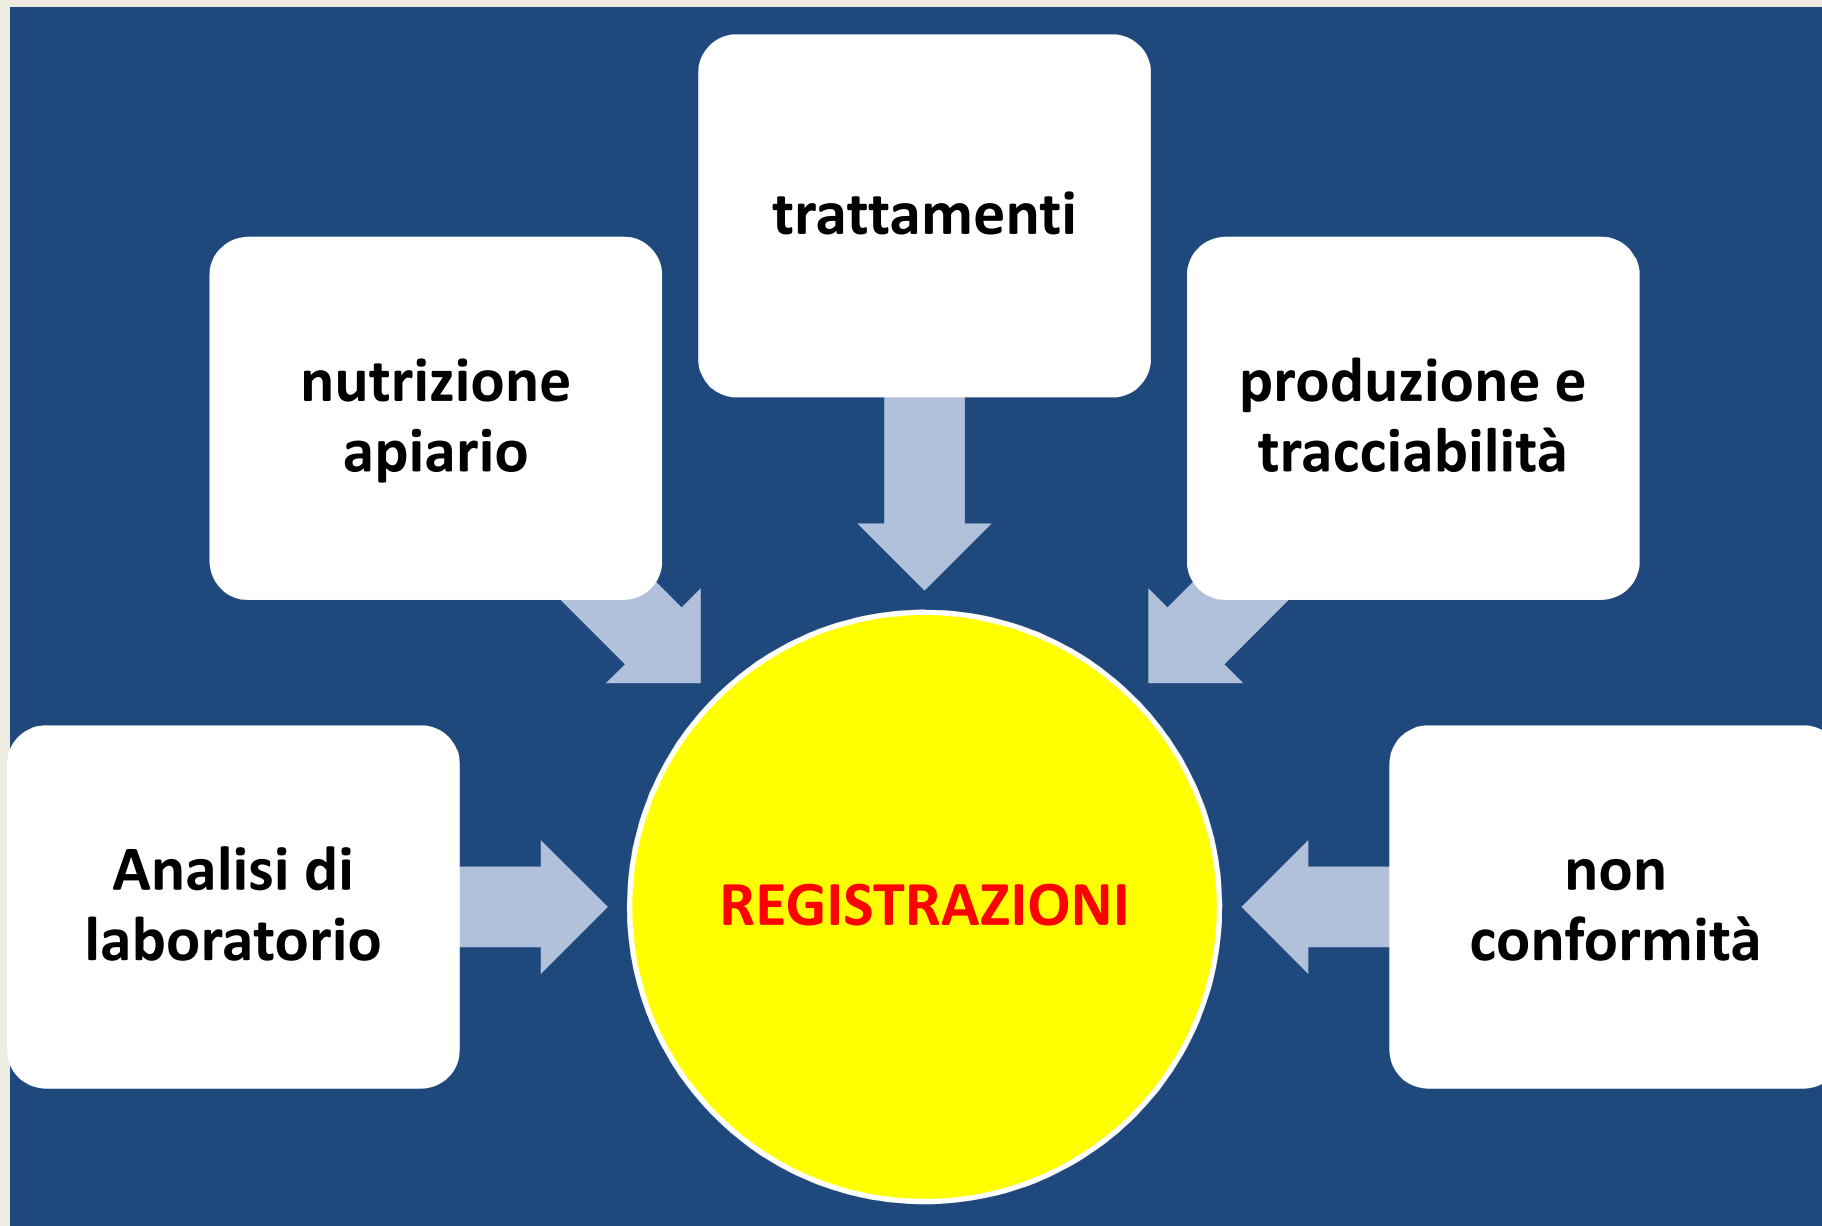 trattamenti
nutrizione
apiario
produzione e
tracciabilità
Analisi di
laboratorio
REGISTRAZIONI
non
conformità